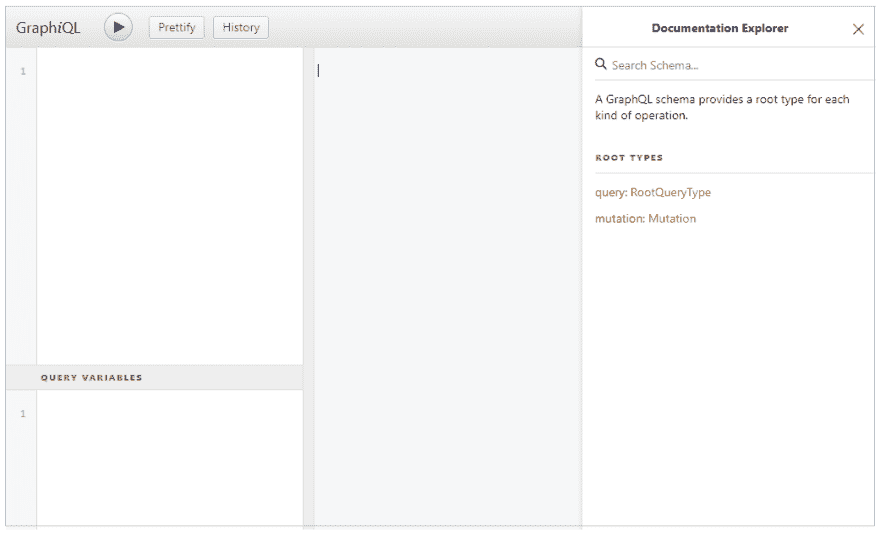 GraphiQL Prettify History
1
QUERY VARIABLES
1
Documentation Explorer
Search Schema...
A GraphQL schema provides a root type for each
kind of operation.
ROOT TYPES
query: RootQueryType
mutation: Mutation